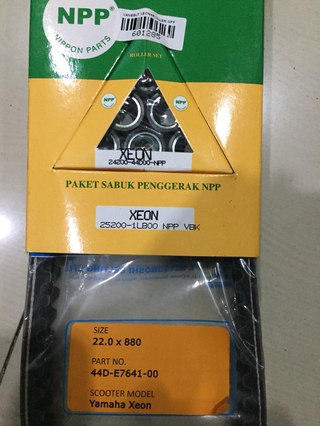 NPP
®
NIPPON PARTS
601285
ROLLER SET
NPP
NPP
XEON
24200-44D00-NPP
PAKET SABUK PENGGERAK NPP
XEON
25200-1LB00 NPP VBK
SIZE
22.0 x 880
PART NO.
44D-E7641-00
SCOOTER MODEL
Yamaha Xeon